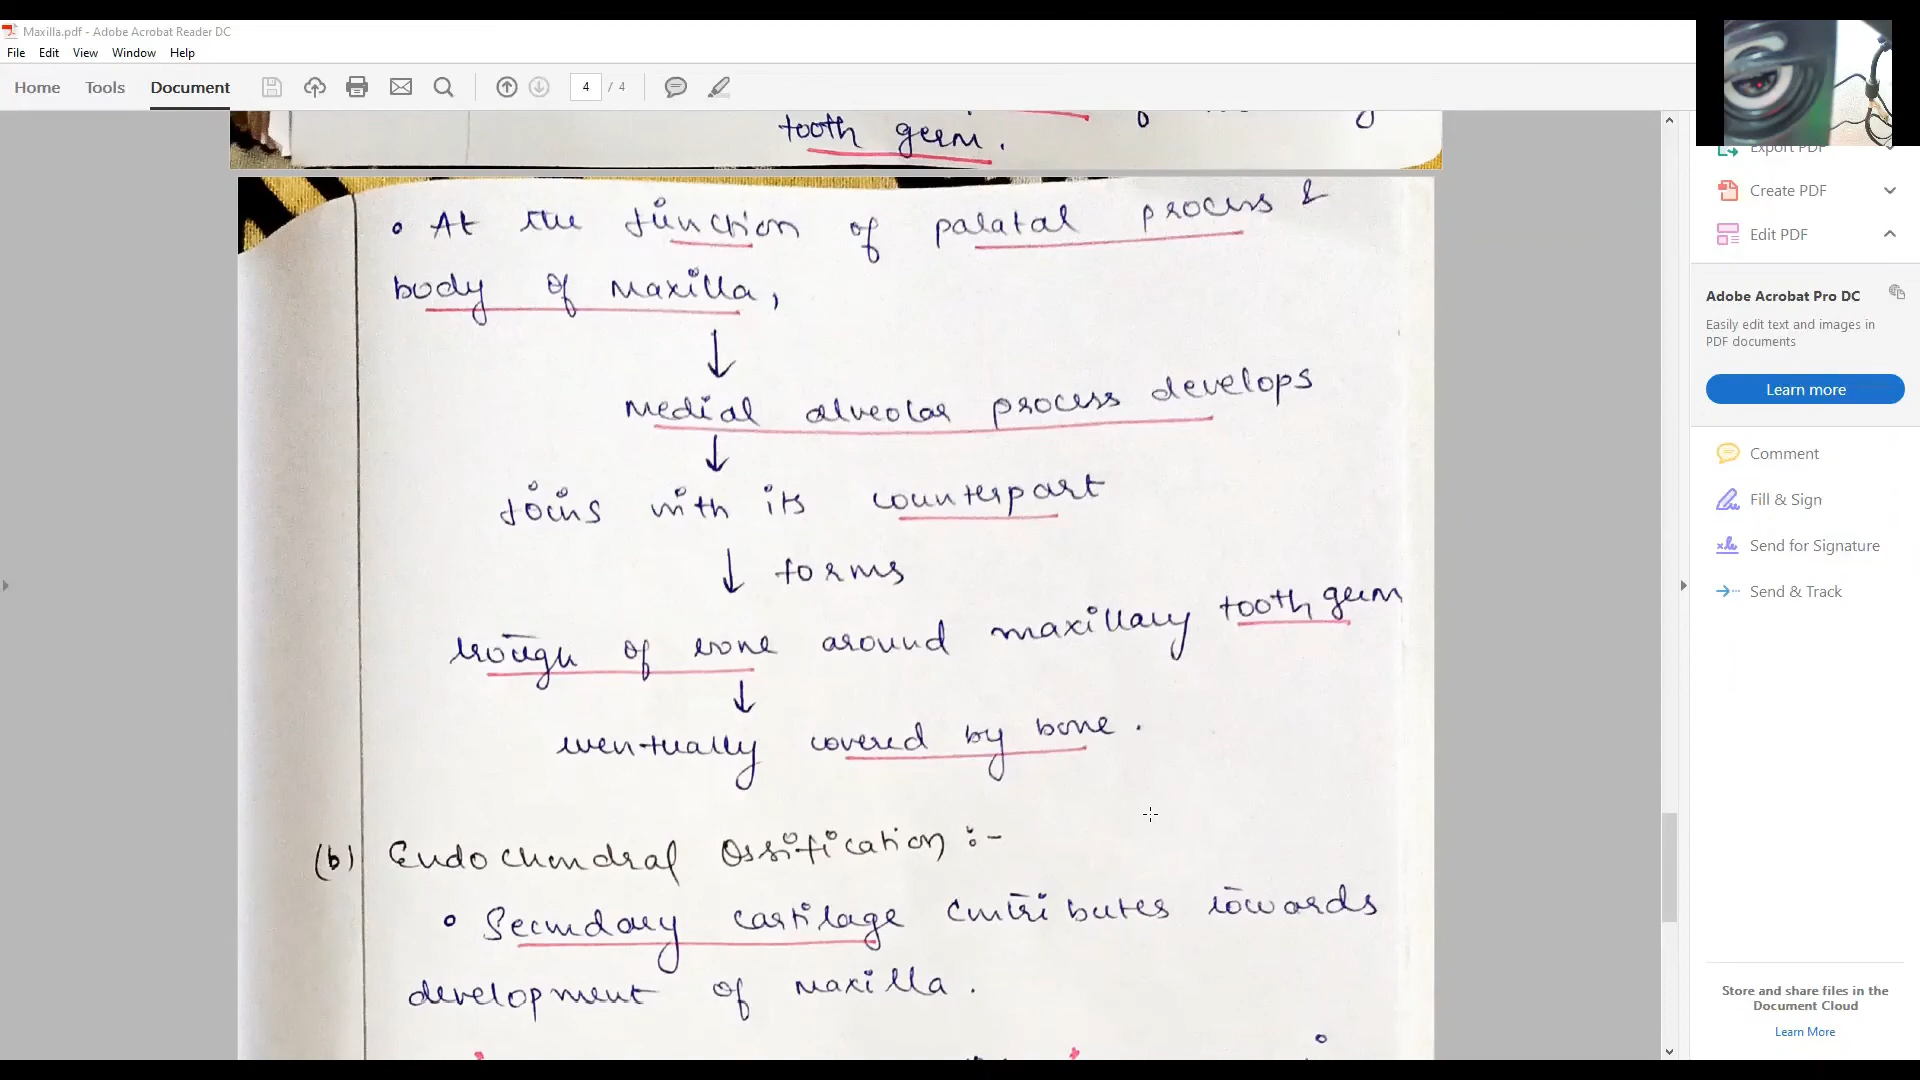 Maxilla.pdf - Adobe Acrobat Reader DC
File Edit View Window Help
Home Tools Document 4 / 4
tooth germ.
• At the junction of palatal process &
body of Maxilla,
↓
Medial alveolar process develops
↓
joins with its counterpart
↓ forms
trough of bone around maxillary tooth germ
↓
eventually covered by bone.
(b) Endochondral Ossification :-
• Secondary cartilage contributes towards
development of maxilla.
Export PDF
Create PDF
Edit PDF
Adobe Acrobat Pro DC
Easily edit text and images in
PDF documents
Learn more
Comment
Fill & Sign
Send for Signature
Send & Track
Store and share files in the
Document Cloud
Learn More